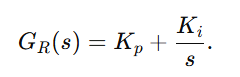 G_R(s) = K_p + \frac{K_i}{s}.